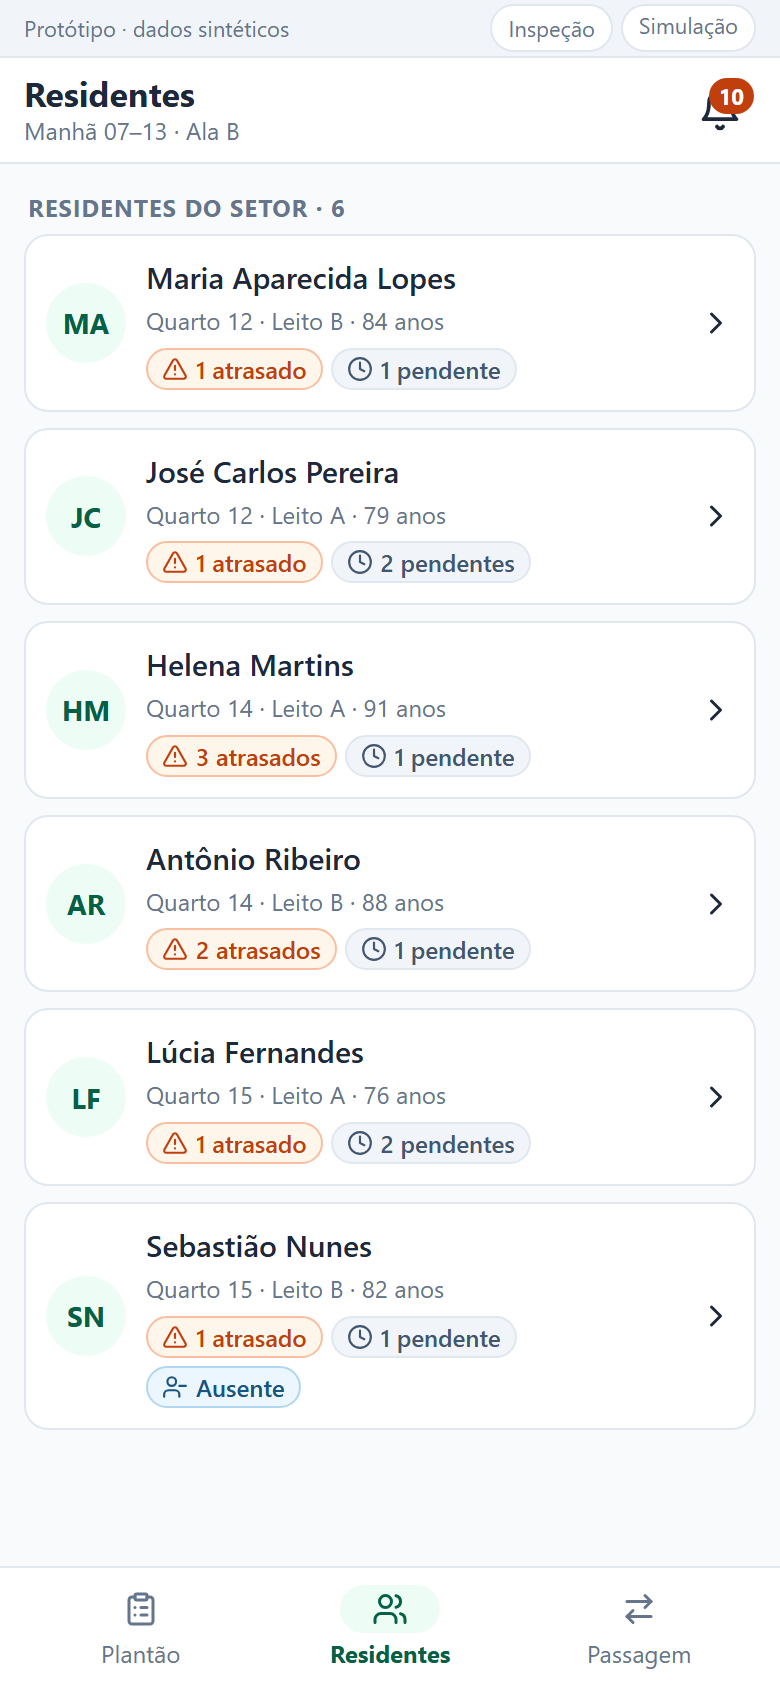 Protótipo · dados sintéticos
Inspeção
Simulação
Residentes
10
Manhã 07–13 · Ala B
RESIDENTES DO SETOR · 6
MA
Maria Aparecida Lopes
Quarto 12 · Leito B · 84 anos
1 atrasado
1 pendente
JC
José Carlos Pereira
Quarto 12 · Leito A · 79 anos
1 atrasado
2 pendentes
HM
Helena Martins
Quarto 14 · Leito A · 91 anos
3 atrasados
1 pendente
AR
Antônio Ribeiro
Quarto 14 · Leito B · 88 anos
2 atrasados
1 pendente
LF
Lúcia Fernandes
Quarto 15 · Leito A · 76 anos
1 atrasado
2 pendentes
SN
Sebastião Nunes
Quarto 15 · Leito B · 82 anos
1 atrasado
1 pendente
Ausente
Plantão
Residentes
Passagem